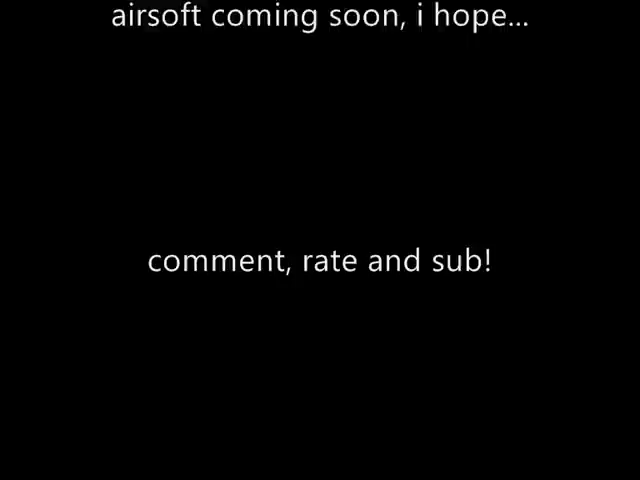 airsoft coming soon, i hope...
comment, rate and sub!